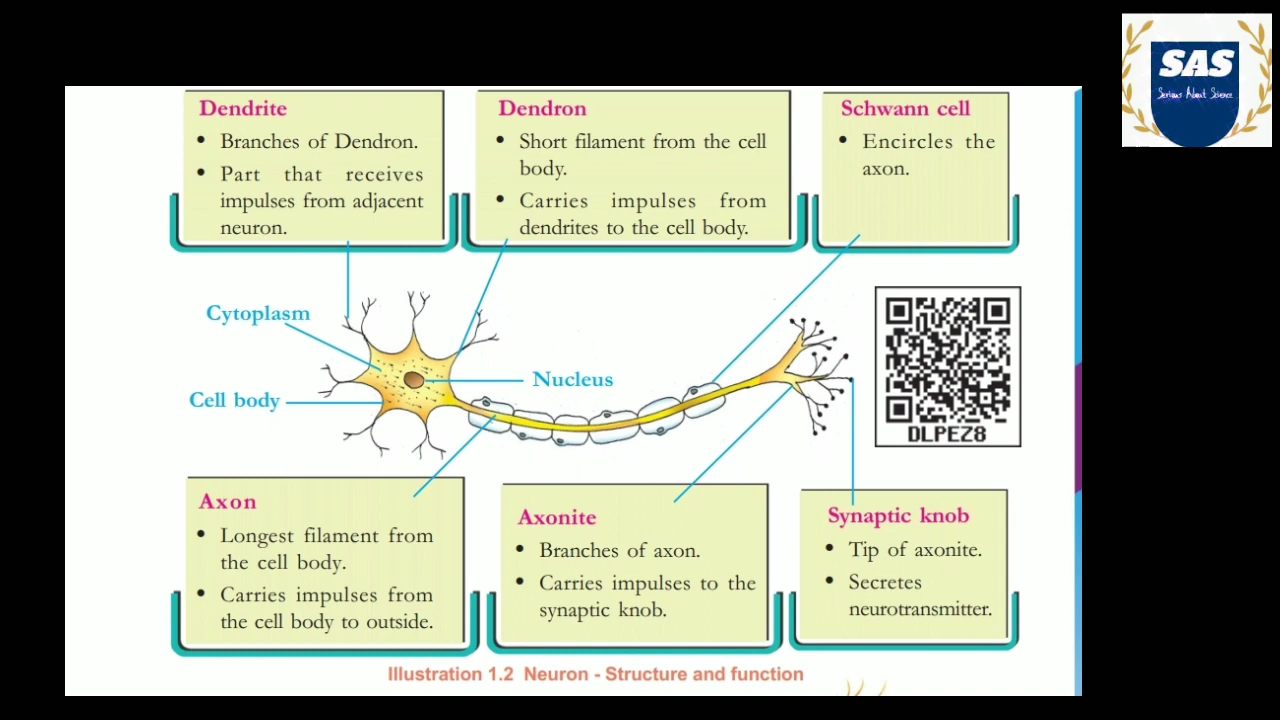 SAS
Serious About Science
Dendrite
• Branches of Dendron.
• Part that receives
impulses from adjacent
neuron.
Dendron
• Short filament from the cell
body.
• Carries impulses from
dendrites to the cell body.
Schwann cell
• Encircles the
axon.
Cytoplasm
Cell body
Nucleus
DLPEZ8
Axon
• Longest filament from
the cell body.
• Carries impulses from
the cell body to outside.
Axonite
• Branches of axon.
• Carries impulses to the
synaptic knob.
Synaptic knob
• Tip of axonite.
• Secretes
neurotransmitter.
Illustration 1.2 Neuron - Structure and function